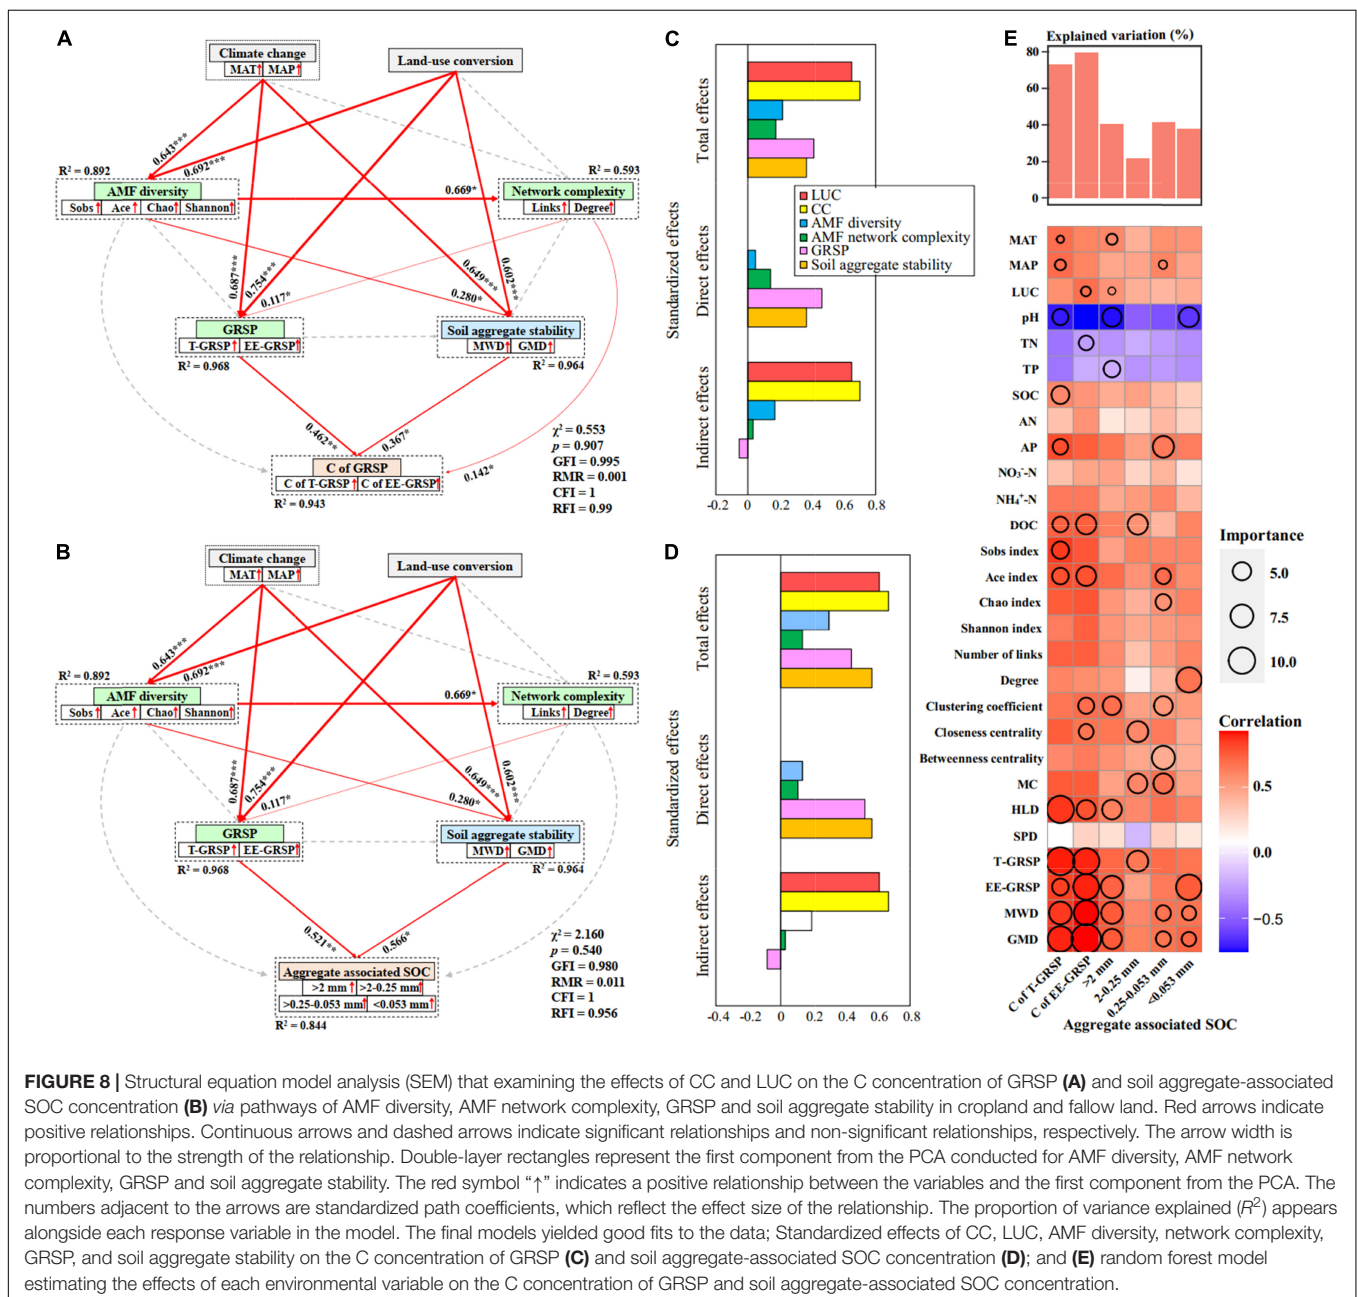 A
Climate change
MAT↑ MAP↑
Land-use conversion
0.643***
0.692***
R² = 0.892
AMF diversity
Sobs↑ Ace↑ Chao↑ Shannon↑
0.669*
R² = 0.593
Network complexity
Links↑ Degree↑
0.687***
0.754***
0.117*
0.649***
0.602***
0.280*
GRSP
T-GRSP↑ EE-GRSP↑
R² = 0.968
Soil aggregate stability
MWD↑ GMD↑
R² = 0.964
0.462**
0.367*
0.142*
C of GRSP
C of T-GRSP↑ C of EE-GRSP↑
R² = 0.943
χ² = 0.553
p = 0.907
GFI = 0.995
RMR = 0.001
CFI = 1
RFI = 0.99
B
Climate change
MAT↑ MAP↑
Land-use conversion
0.643***
0.692***
R² = 0.892
AMF diversity
Sobs↑ Ace↑ Chao↑ Shannon↑
0.669*
R² = 0.593
Network complexity
Links↑ Degree↑
0.687***
0.754***
0.117*
0.649***
0.602***
0.280*
GRSP
T-GRSP↑ EE-GRSP↑
R² = 0.968
Soil aggregate stability
MWD↑ GMD↑
R² = 0.964
0.521**
0.566*
Aggregate associated SOC
>2 mm↑ >2-0.25 mm↑
>0.25-0.053 mm↑ <0.053 mm↑
R² = 0.844
χ² = 2.160
p = 0.540
GFI = 0.980
RMR = 0.011
CFI = 1
RFI = 0.956
C
Standardized effects
Total effects
Direct effects
Indirect effects
LUC
CC
AMF diversity
AMF network complexity
GRSP
Soil aggregate stability
-0.2 0 0.2 0.4 0.6 0.8
D
Standardized effects
Total effects
Direct effects
Indirect effects
-0.4 -0.2 0 0.2 0.4 0.6 0.8
E
Explained variation (%)
80
60
40
20
0
MAT
MAP
LUC
pH
TN
TP
SOC
AN
AP
NO₃⁻-N
NH₄⁺-N
DOC
Sobs index
Ace index
Chao index
Shannon index
Number of links
Degree
Clustering coefficient
Closeness centrality
Betweenness centrality
MC
HLD
SPD
T-GRSP
EE-GRSP
MWD
GMD
C of T-GRSP
C of EE-GRSP
>2 mm
2-0.25 mm
0.25-0.053 mm
<0.053 mm
Aggregate associated SOC
Importance
5.0
7.5
10.0
Correlation
0.5
0.0
−0.5
FIGURE 8 | Structural equation model analysis (SEM) that examining the effects of CC and LUC on the C concentration of GRSP (A) and soil aggregate-associated
SOC concentration (B) via pathways of AMF diversity, AMF network complexity, GRSP and soil aggregate stability in cropland and fallow land. Red arrows indicate
positive relationships. Continuous arrows and dashed arrows indicate significant relationships and non-significant relationships, respectively. The arrow width is
proportional to the strength of the relationship. Double-layer rectangles represent the first component from the PCA conducted for AMF diversity, AMF network
complexity, GRSP and soil aggregate stability. The red symbol “↑” indicates a positive relationship between the variables and the first component from the PCA. The
numbers adjacent to the arrows are standardized path coefficients, which reflect the effect size of the relationship. The proportion of variance explained (R²) appears
alongside each response variable in the model. The final models yielded good fits to the data; Standardized effects of CC, LUC, AMF diversity, network complexity,
GRSP, and soil aggregate stability on the C concentration of GRSP (C) and soil aggregate-associated SOC concentration (D); and (E) random forest model
estimating the effects of each environmental variable on the C concentration of GRSP and soil aggregate-associated SOC concentration.